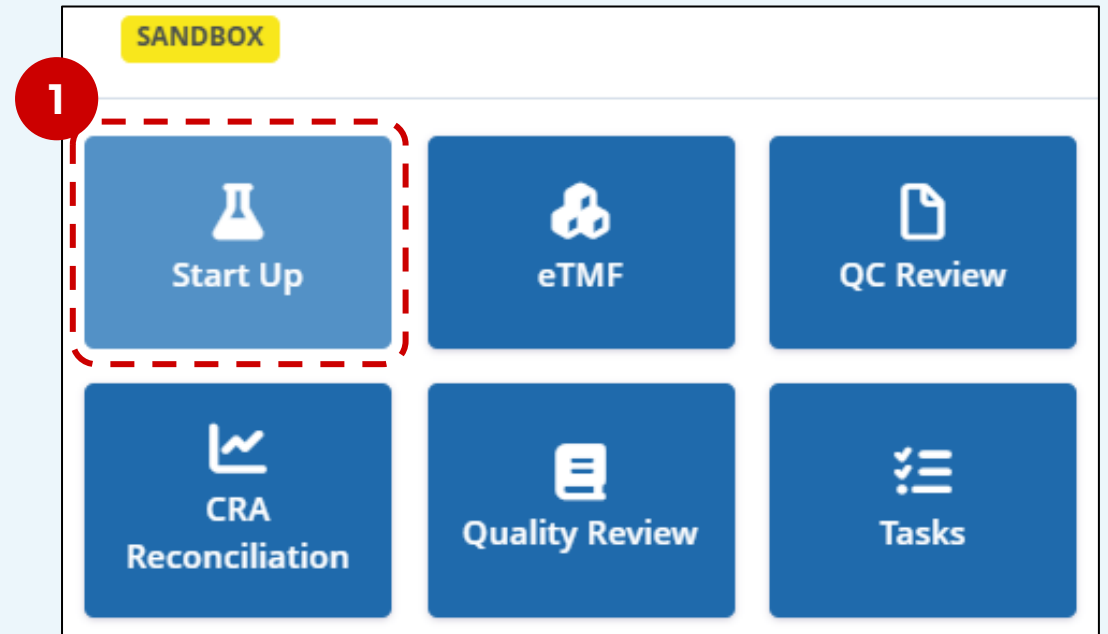 SANDBOX
1
Start Up
eTMF
QC Review
CRA
Reconciliation
Quality Review
Tasks